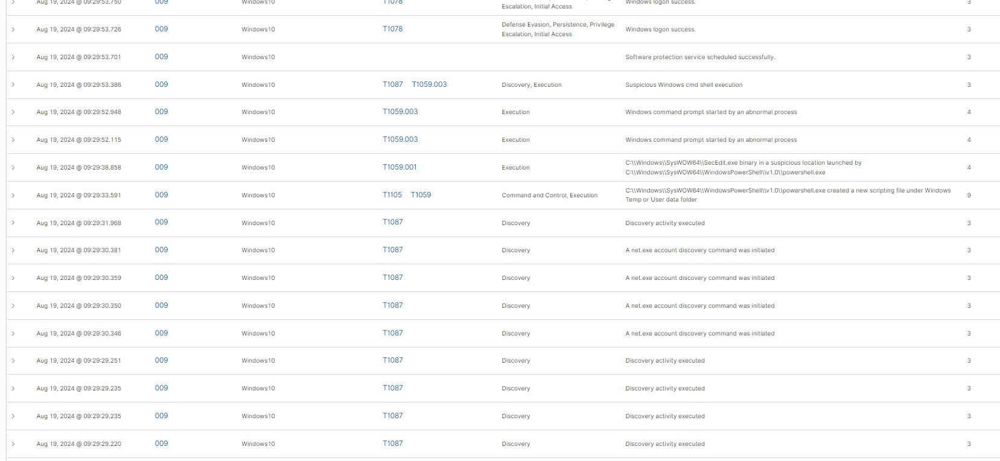 Aug 19, 2024 @ 09:29:53.750 009 Windows10 T1078 Windows logon success. 3
Escalation, Initial Access
Aug 19, 2024 @ 09:29:53.726 009 Windows10 T1078 Defense Evasion, Persistence, Privilege Windows logon success. 3
Escalation, Initial Access
Aug 19, 2024 @ 09:29:53.701 009 Windows10 Software protection service scheduled successfully. 3
Aug 19, 2024 @ 09:29:53.386 009 Windows10 T1087 T1059.003 Discovery, Execution Suspicious Windows cmd shell execution 3
Aug 19, 2024 @ 09:29:52.948 009 Windows10 T1059.003 Execution Windows command prompt started by an abnormal process 4
Aug 19, 2024 @ 09:29:52.115 009 Windows10 T1059.003 Execution Windows command prompt started by an abnormal process 4
Aug 19, 2024 @ 09:29:38.858 009 Windows10 T1059.001 Execution C:\\Windows\\SysWOW64\\SecEdit.exe binary in a suspicious location launched by 4
C:\\Windows\\SysWOW64\\WindowsPowerShell\\v1.0\\powershell.exe
Aug 19, 2024 @ 09:29:33.591 009 Windows10 T1105 T1059 Command and Control, Execution C:\\Windows\\SysWOW64\\WindowsPowerShell\\v1.0\\powershell.exe created a new scripting file under Windows 9
Temp or User data folder
Aug 19, 2024 @ 09:29:31.968 009 Windows10 T1087 Discovery Discovery activity executed 3
Aug 19, 2024 @ 09:29:30.381 009 Windows10 T1087 Discovery A net.exe account discovery command was initiated 3
Aug 19, 2024 @ 09:29:30.359 009 Windows10 T1087 Discovery A net.exe account discovery command was initiated 3
Aug 19, 2024 @ 09:29:30.350 009 Windows10 T1087 Discovery A net.exe account discovery command was initiated 3
Aug 19, 2024 @ 09:29:30.346 009 Windows10 T1087 Discovery A net.exe account discovery command was initiated 3
Aug 19, 2024 @ 09:29:29.251 009 Windows10 T1087 Discovery Discovery activity executed 3
Aug 19, 2024 @ 09:29:29.235 009 Windows10 T1087 Discovery Discovery activity executed 3
Aug 19, 2024 @ 09:29:29.235 009 Windows10 T1087 Discovery Discovery activity executed 3
Aug 19, 2024 @ 09:29:29.220 009 Windows10 T1087 Discovery Discovery activity executed 3